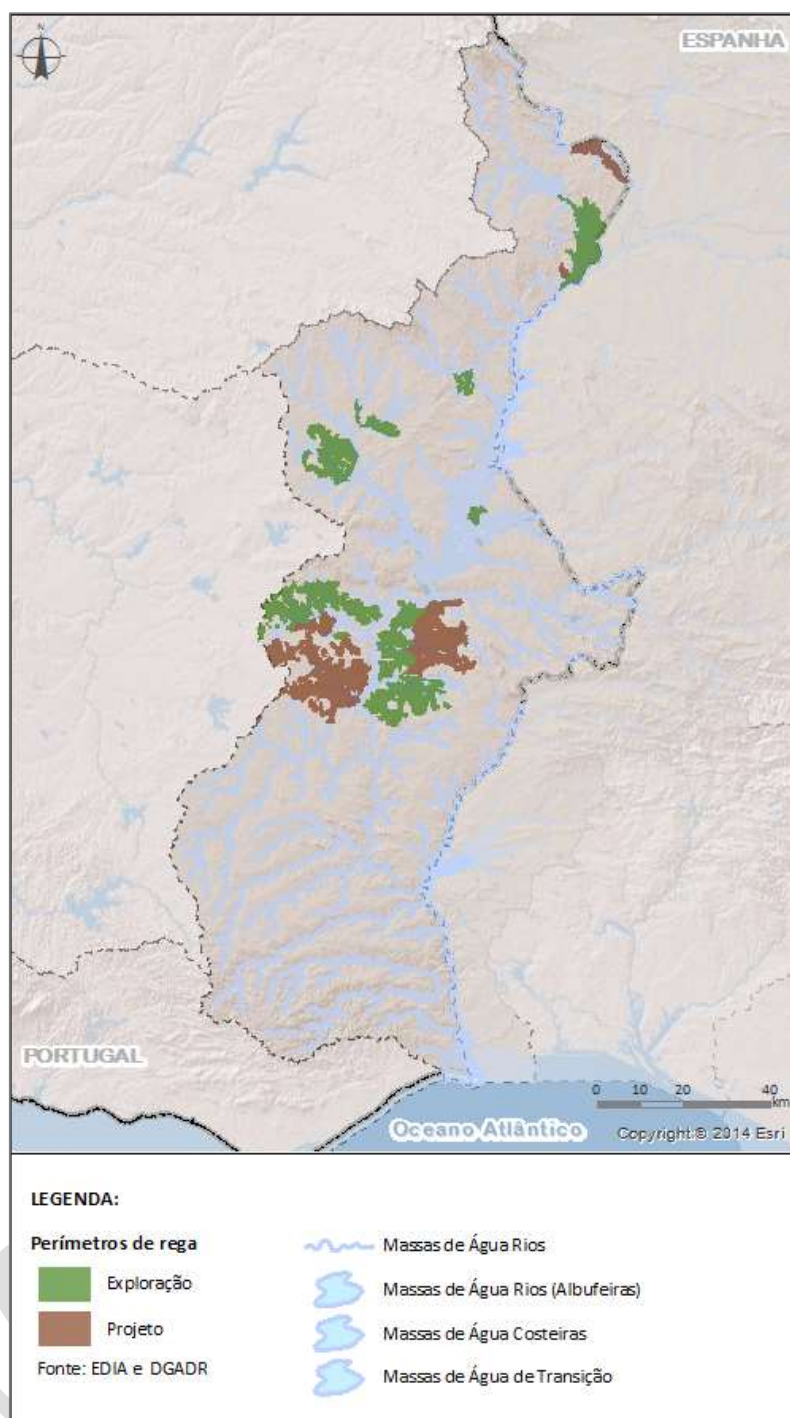 N
ESPANHA
PORTUGAL
0 10 20 40
km
Oceano Atlântico
Copyright:© 2014 Esri
LEGENDA:
Perímetros de rega
Exploração
Projeto
Fonte: EDIA e DGADR
Massas de Água Rios
Massas de Água Rios (Albufeiras)
Massas de Água Costeiras
Massas de Água de Transição